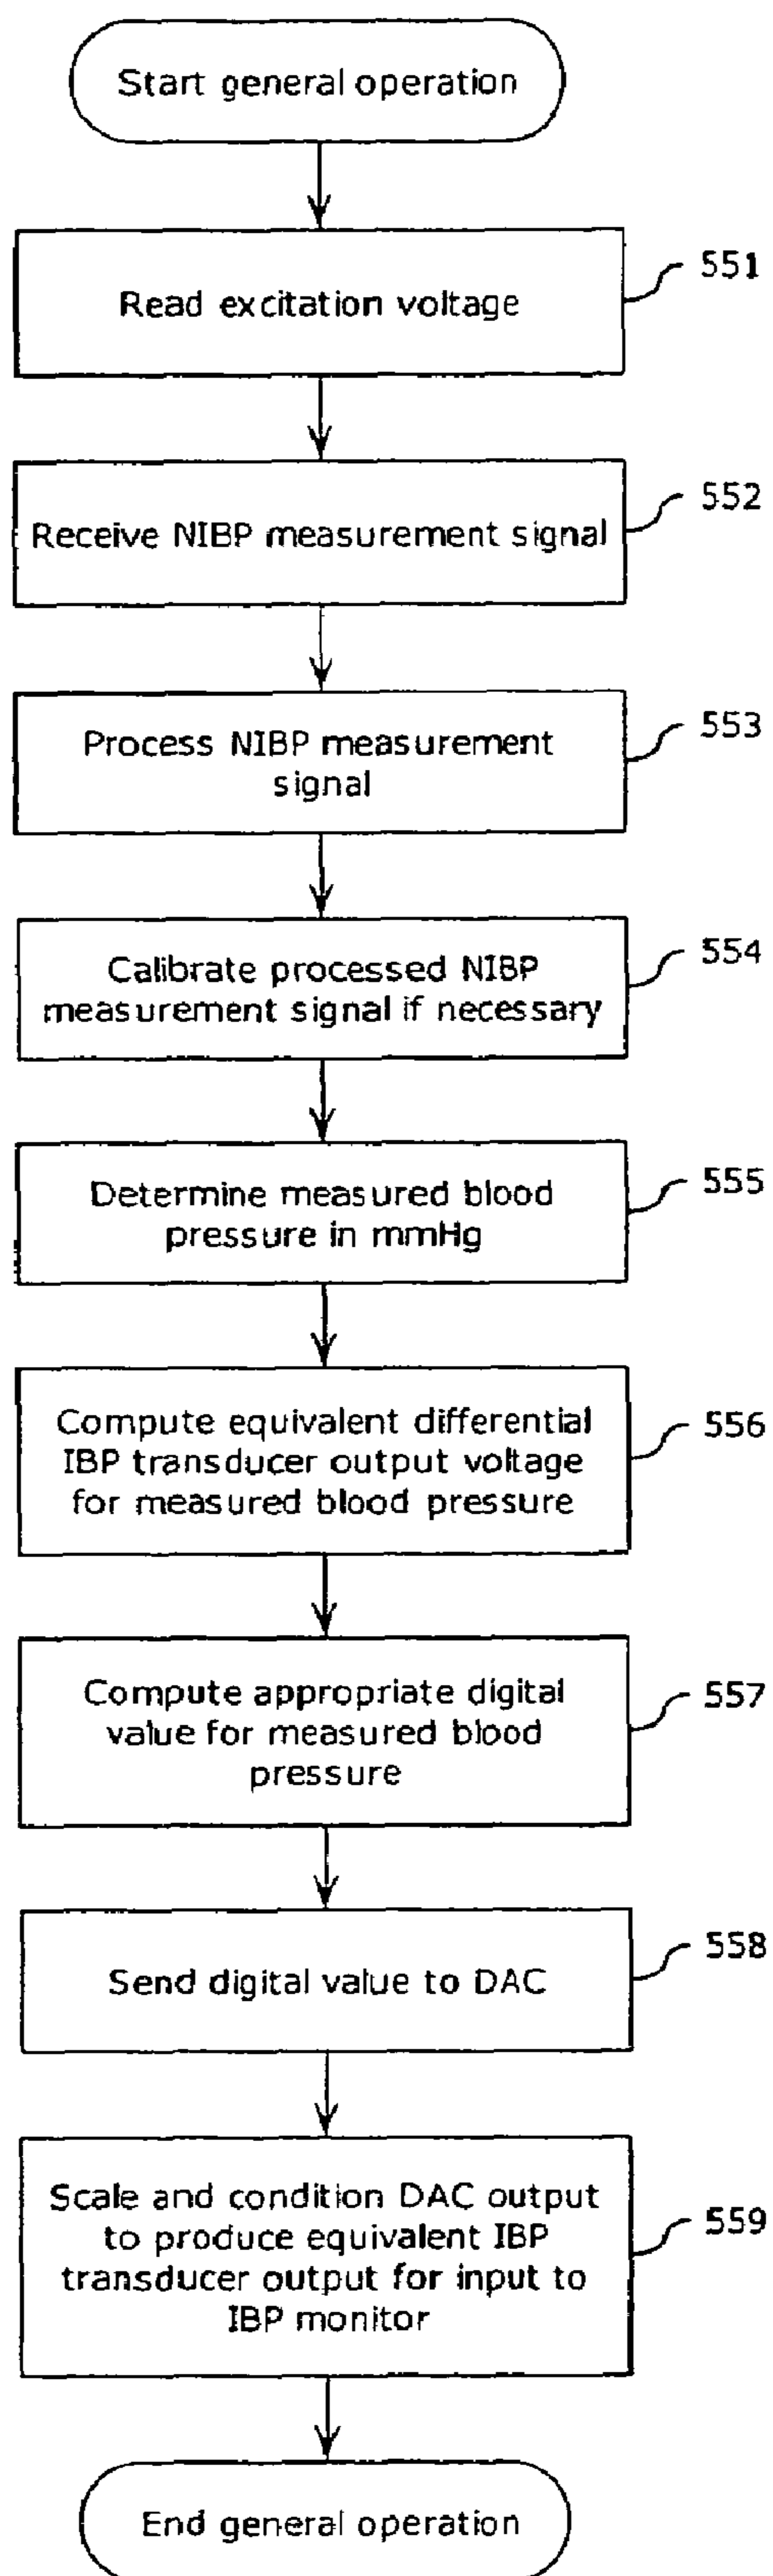 Start general operation
551
Read excitation voltage
552
Receive NIBP measurement signal
553
Process NIBP measurement
signal
554
Calibrate processed NIBP
measurement signal if necessary
555
Determine measured blood
pressure in mmHg
556
Compute equivalent differential
IBP transducer output voltage
for measured blood pressure
557
Compute appropriate digital
value for measured blood
pressure
558
Send digital value to DAC
559
Scale and condition DAC output
to produce equivalent IBP
transducer output for input to
IBP monitor
End general operation